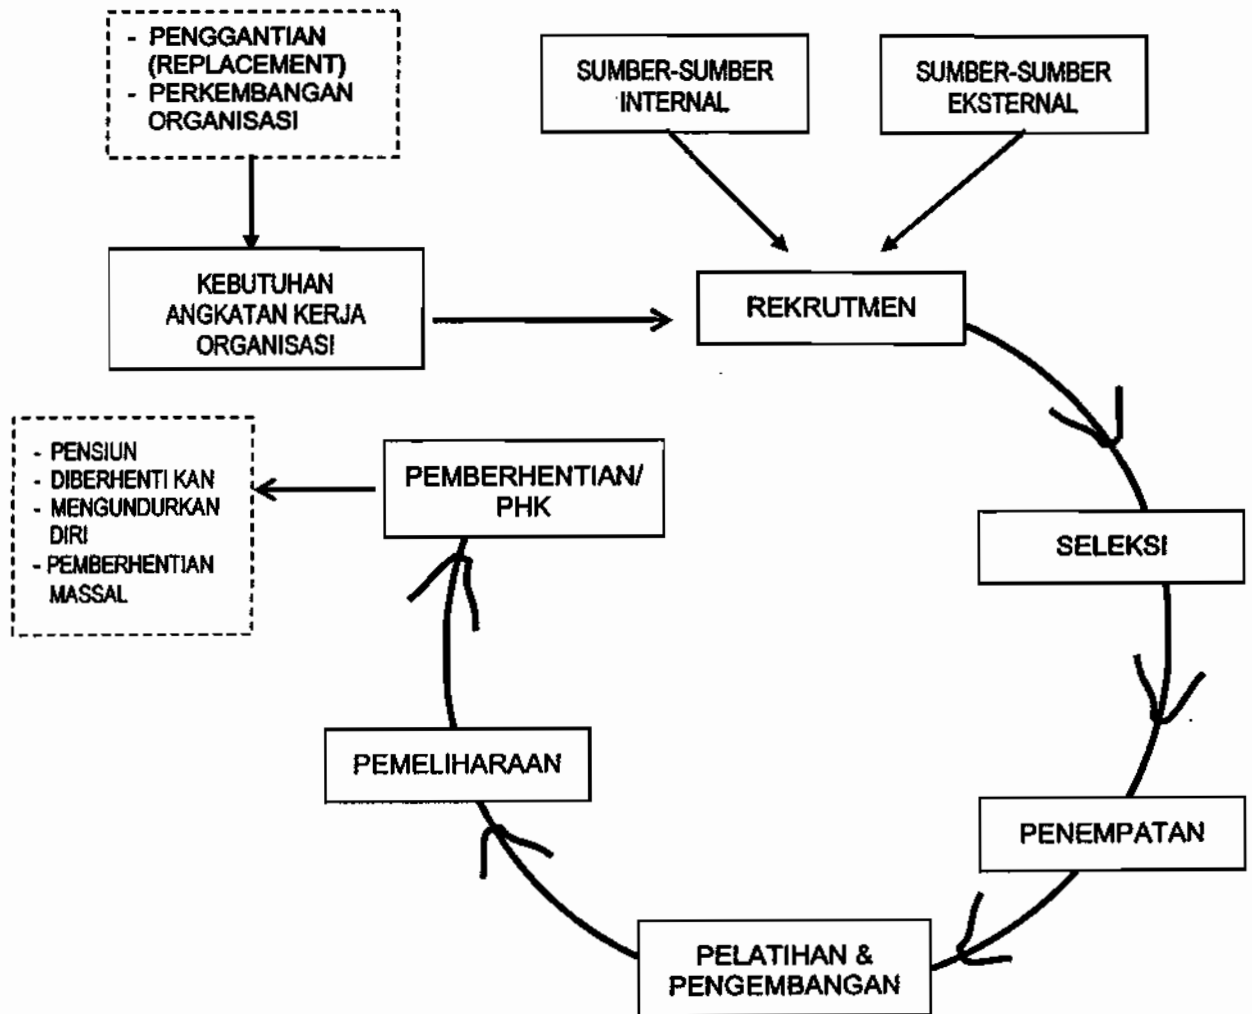 - PENGGANTIAN
(REPLACEMENT)
- PERKEMBANGAN
ORGANISASI
SUMBER-SUMBER
INTERNAL
SUMBER-SUMBER
EKSTERNAL
KEBUTUHAN
ANGKATAN KERJA
ORGANISASI
REKRUTMEN
- PENSIUN
- DIBERHENTI KAN
- MENGUNDURKAN
DIRI
- PEMBERHENTIAN
MASSAL
PEMBERHENTIAN/
PHK
SELEKSI
PEMELIHARAAN
PENEMPATAN
PELATIHAN &
PENGEMBANGAN